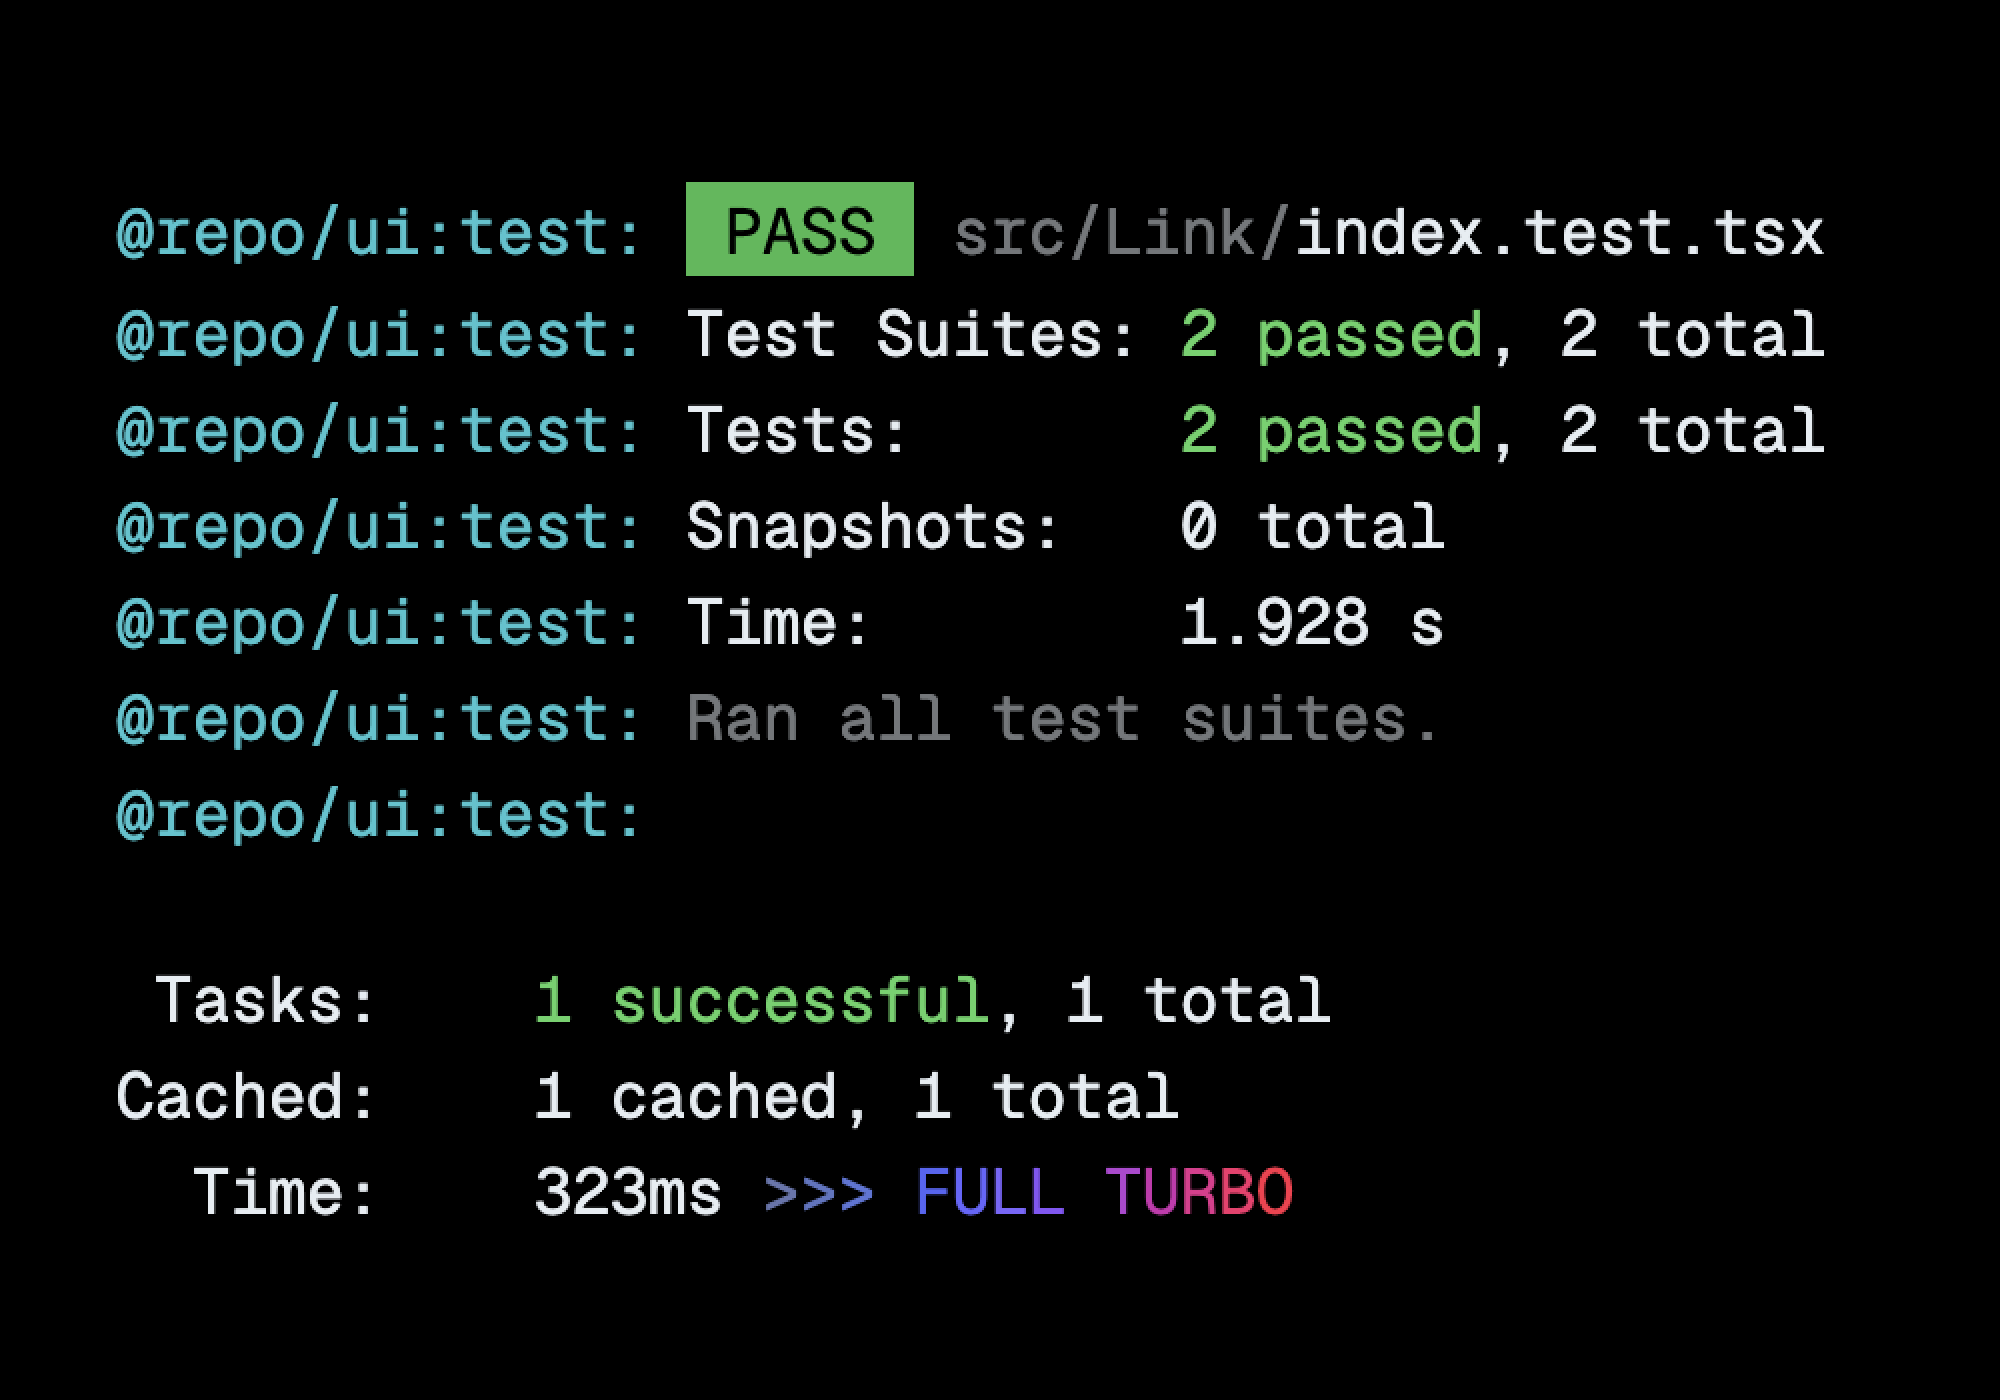 @repo/ui:test: PASS src/Link/index.test.tsx
@repo/ui:test: Test Suites: 2 passed, 2 total
@repo/ui:test: Tests:       2 passed, 2 total
@repo/ui:test: Snapshots:   0 total
@repo/ui:test: Time:        1.928 s
@repo/ui:test: Ran all test suites.
@repo/ui:test:
 Tasks:    1 successful, 1 total
Cached:    1 cached, 1 total
  Time:    323ms >>> FULL TURBO